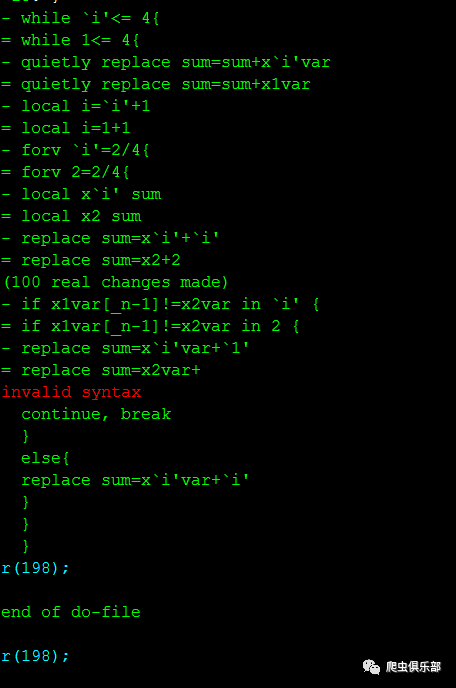 - while `i'<= 4{
= while 1<= 4{
- quietly replace sum=sum+x`i'var
= quietly replace sum=sum+x1var
- local i=`i'+1
= local i=1+1
- forv `i'=2/4{
= forv 2=2/4{
- local x`i' sum
= local x2 sum
- replace sum=x`i'+`i'
= replace sum=x2+2
(100 real changes made)
- if x1var[_n-1]!=x2var in `i' {
= if x1var[_n-1]!=x2var in 2 {
- replace sum=x`i'var+`1'
= replace sum=x2var+
invalid syntax
continue, break
}
else{
replace sum=x`i'var+`i'
}
}
}
r(198);
end of do-file
r(198);
爬虫俱乐部